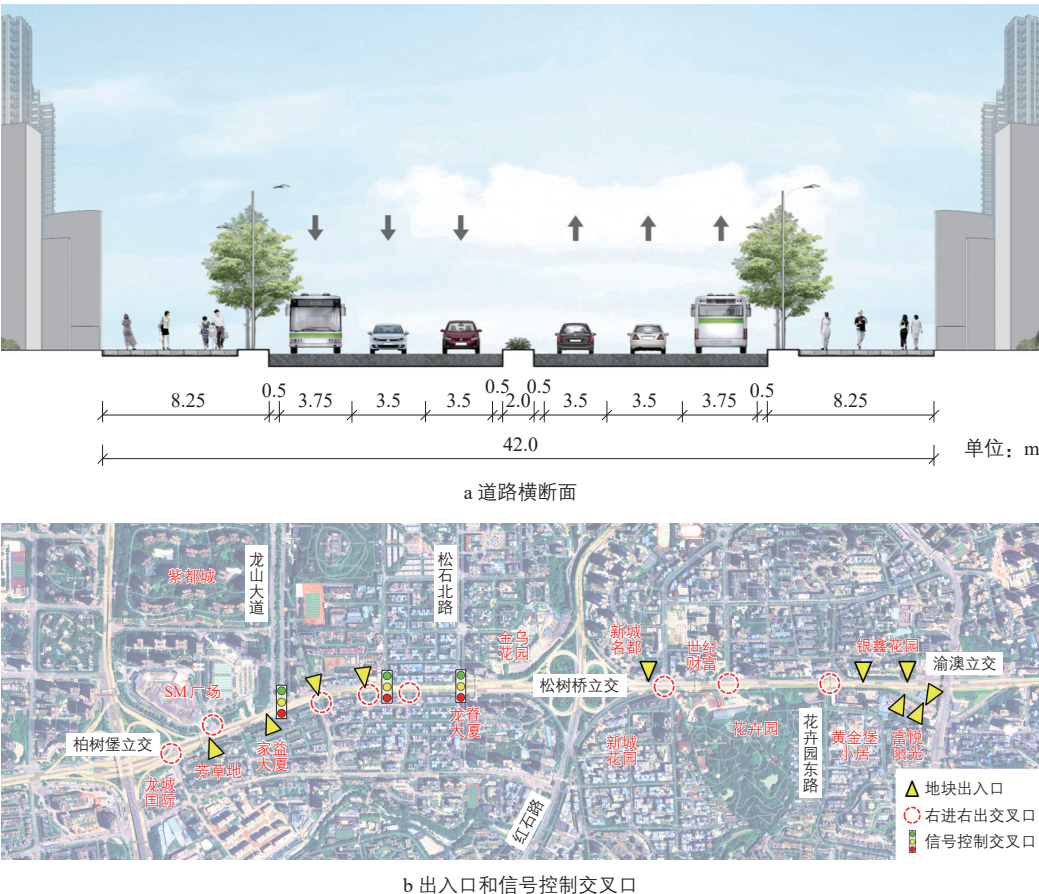 0.5
0.5
0.5
0.5
8.25
3.75
3.5
3.5
2.0
3.5
3.5
3.75
8.25
42.0
单位：m
a 道路横断面
龙山大道
松石北路
紫都城
金乌
花园
新城
名都
世纪
财富
银鑫花园
渝澳立交
SM广场
松树桥立交
柏树堡立交
家益
大厦
龙脊
大厦
花卉园
花卉园东路
黄金堡
小居
富悦
阳光
芳草地
龙城
国际
新城
花园
红石路
地块出入口
右进右出交叉口
信号控制交叉口
b 出入口和信号控制交叉口